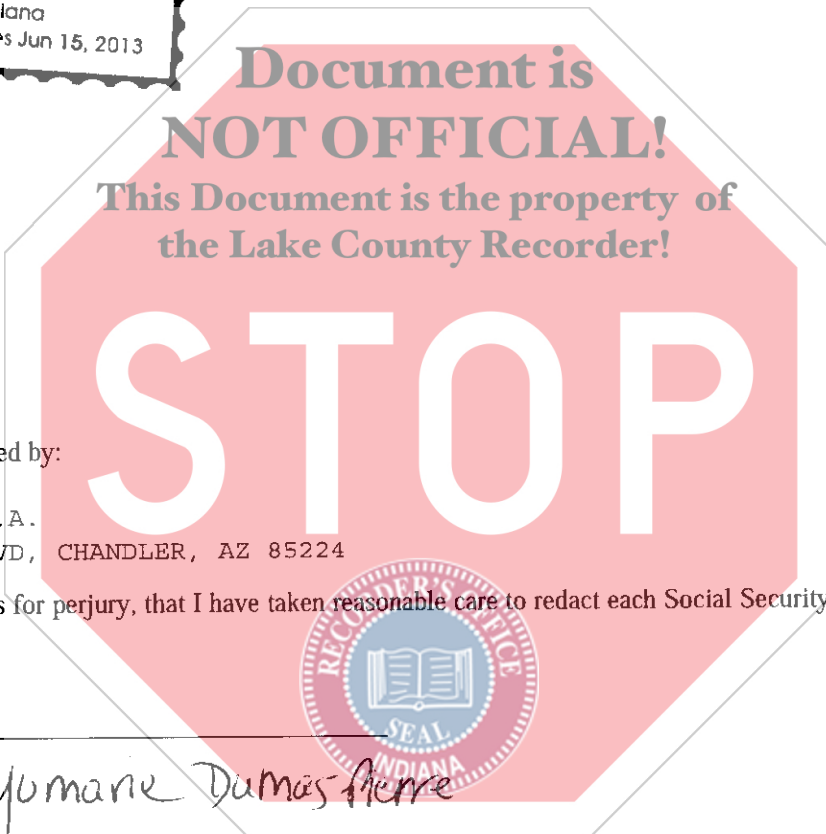 iana
s Jun 15, 2013
Document is
NOT OFFICIAL!
This Document is the property of
the Lake County Recorder!
STOP
ed by:
.A.
VD, CHANDLER, AZ 85224
s for perjury, that I have taken reasonable care to redact each Social Security
RECORDER'S OFFICE
SEAL
INDIANA
Dumas-Pierre